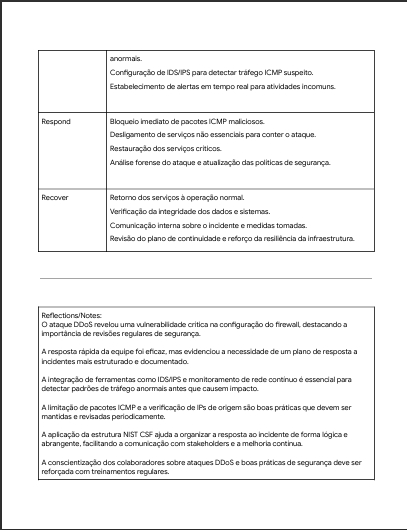 anormais.
Configuração de IDS/IPS para detectar tráfego ICMP suspeito.
Estabelecimento de alertas em tempo real para atividades incomuns.
Respond
Bloqueio imediato de pacotes ICMP maliciosos.
Desligamento de serviços não essenciais para conter o ataque.
Restauração dos serviços críticos.
Análise forense do ataque e atualização das políticas de segurança.
Recover
Retorno dos serviços à operação normal.
Verificação da integridade dos dados e sistemas.
Comunicação interna sobre o incidente e medidas tomadas.
Revisão do plano de continuidade e reforço da resiliência da infraestrutura.
Reflections/Notes:
O ataque DDoS revelou uma vulnerabilidade crítica na configuração do firewall, destacando a
importância de revisões regulares de segurança.
A resposta rápida da equipe foi eficaz, mas evidenciou a necessidade de um plano de resposta a
incidentes mais estruturado e documentado.
A integração de ferramentas como IDS/IPS e monitoramento de rede contínuo é essencial para
detectar padrões de tráfego anormais antes que causem impacto.
A limitação de pacotes ICMP e a verificação de IPs de origem são boas práticas que devem ser
mantidas e revisadas periodicamente.
A aplicação da estrutura NIST CSF ajuda a organizar a resposta ao incidente de forma lógica e
abrangente, facilitando a comunicação com stakeholders e a melhoria contínua.
A conscientização dos colaboradores sobre ataques DDoS e boas práticas de segurança deve ser
reforçada com treinamentos regulares.